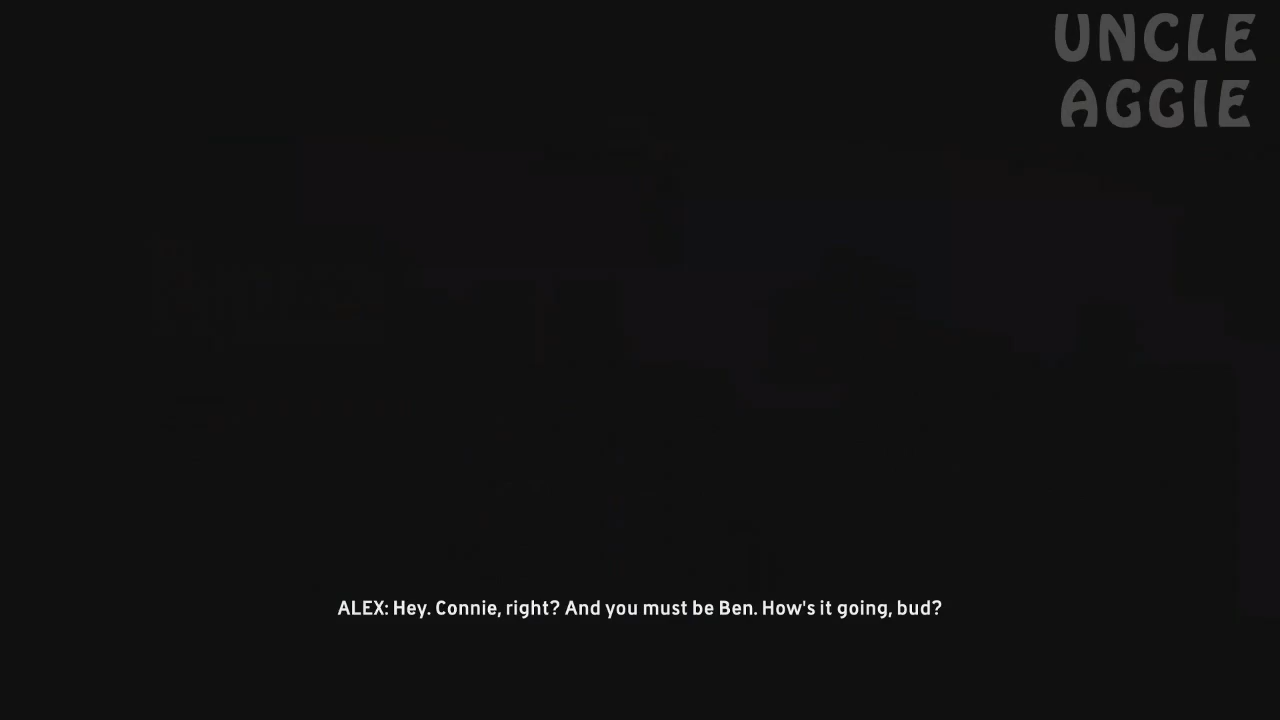 UNCLE
AGGIE
ALEX: Hey. Connie, right? And you must be Ben. How's it going, bud?